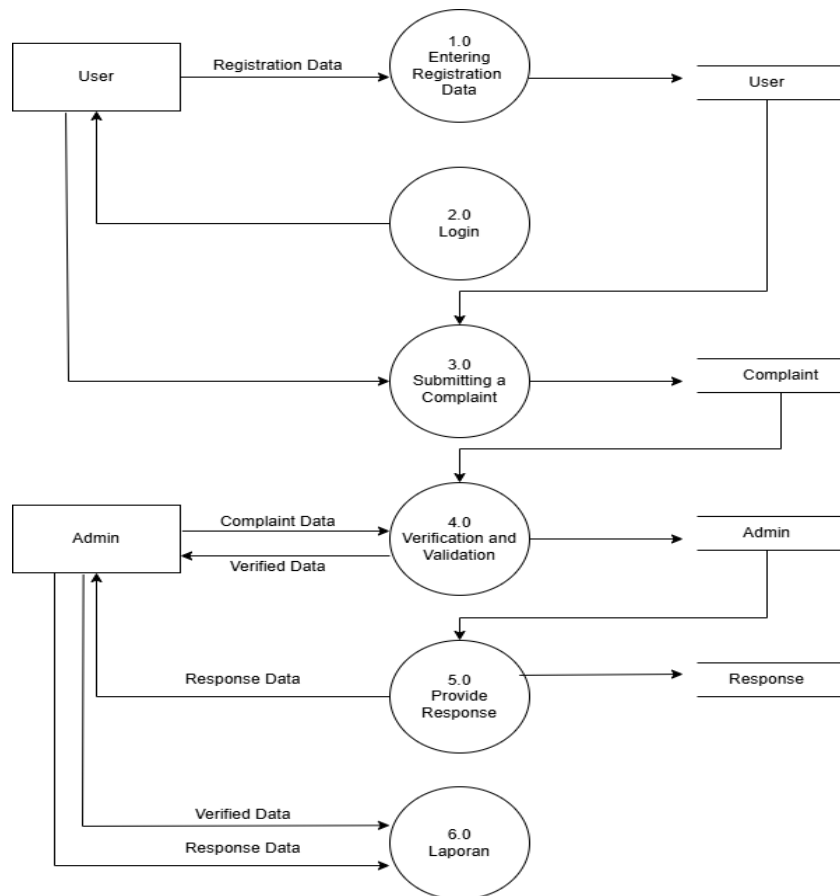 User
Registration Data
1.0
Entering
Registration
Data
User
2.0
Login
3.0
Submitting a
Complaint
Complaint
Admin
Complaint Data
Verified Data
4.0
Verification and
Validation
Admin
Response Data
5.0
Provide
Response
Response
Verified Data
Response Data
6.0
Laporan